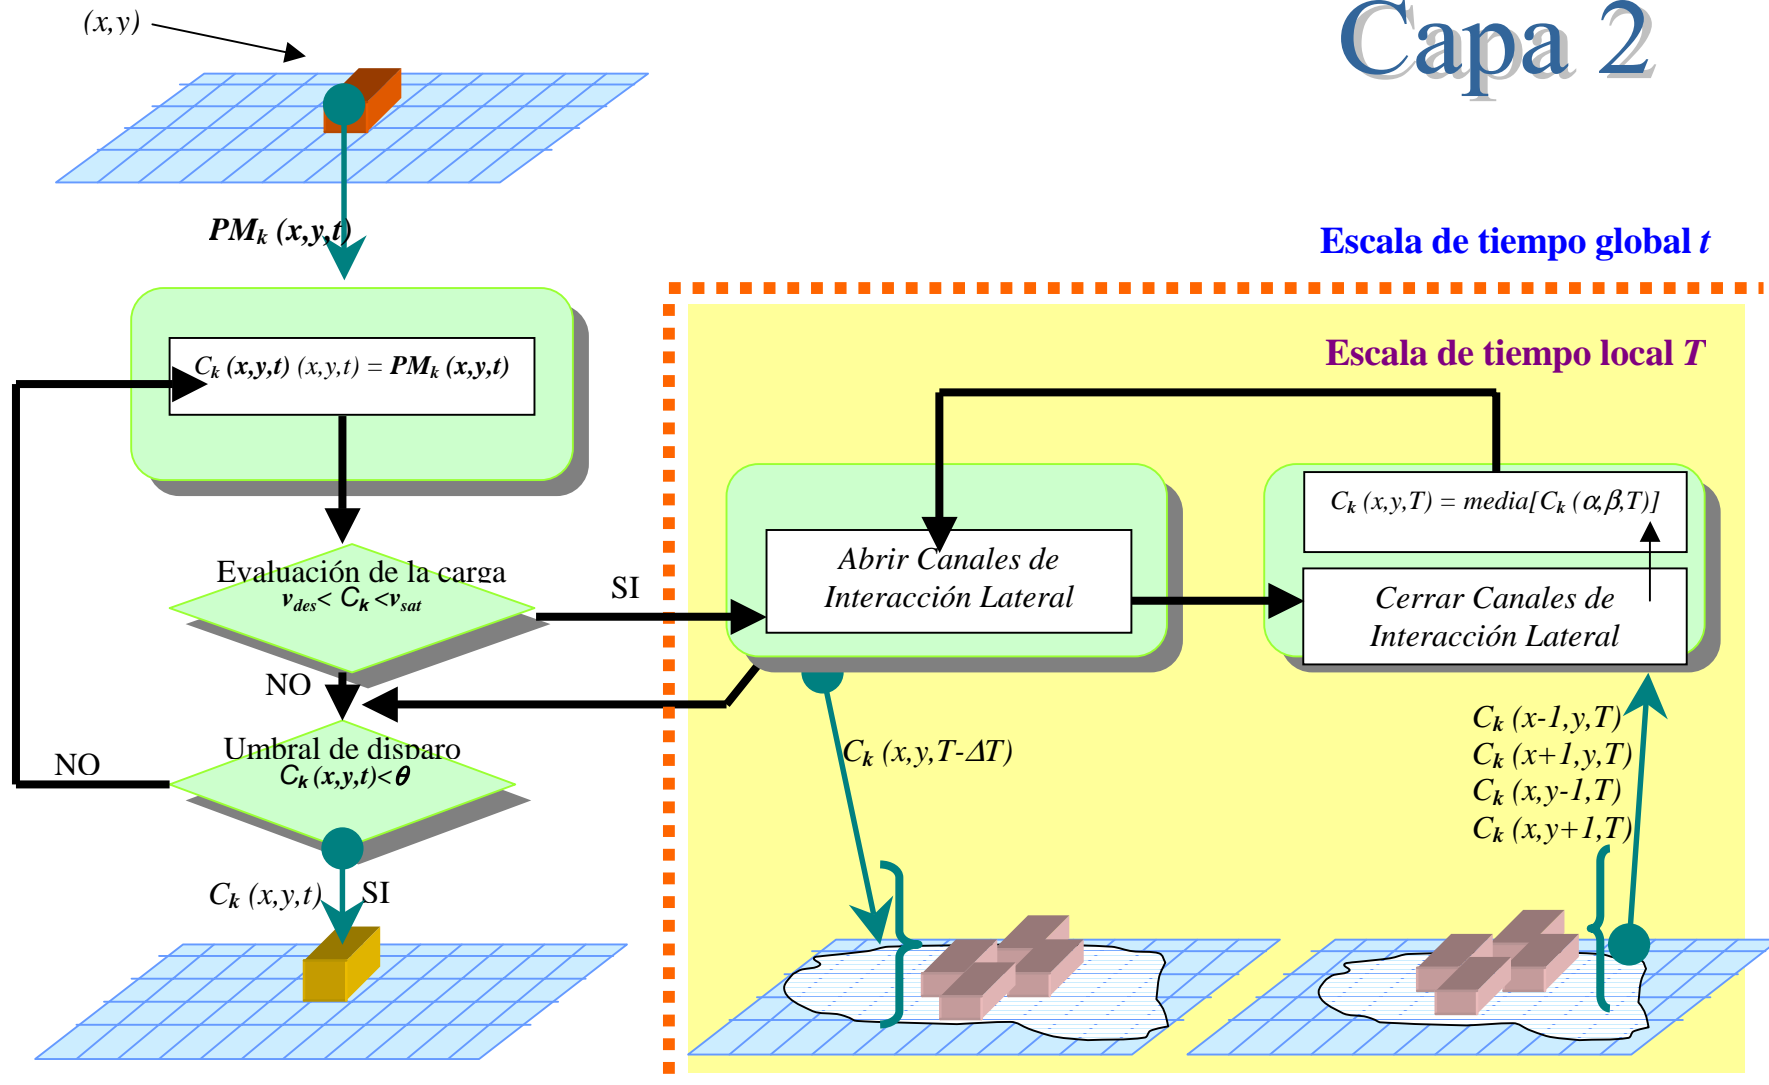 (x,y)
Capa 2
PMk (x,y,t)
Escala de tiempo global t
Escala de tiempo local T
Ck (x,y,t) (x,y,t) = PMk (x,y,t)
Ck (x,y,T) = media[Ck (α,β,T)]
Abrir Canales de
Interacción Lateral
Cerrar Canales de
Interacción Lateral
Evaluación de la carga
vdes< Ck <vsat
SI
NO
Umbral de disparo
Ck (x,y,t)<θ
NO
Ck (x,y,T-ΔT)
Ck (x-1,y,T)
Ck (x+1,y,T)
Ck (x,y-1,T)
Ck (x,y+1,T)
Ck (x,y,t)
SI